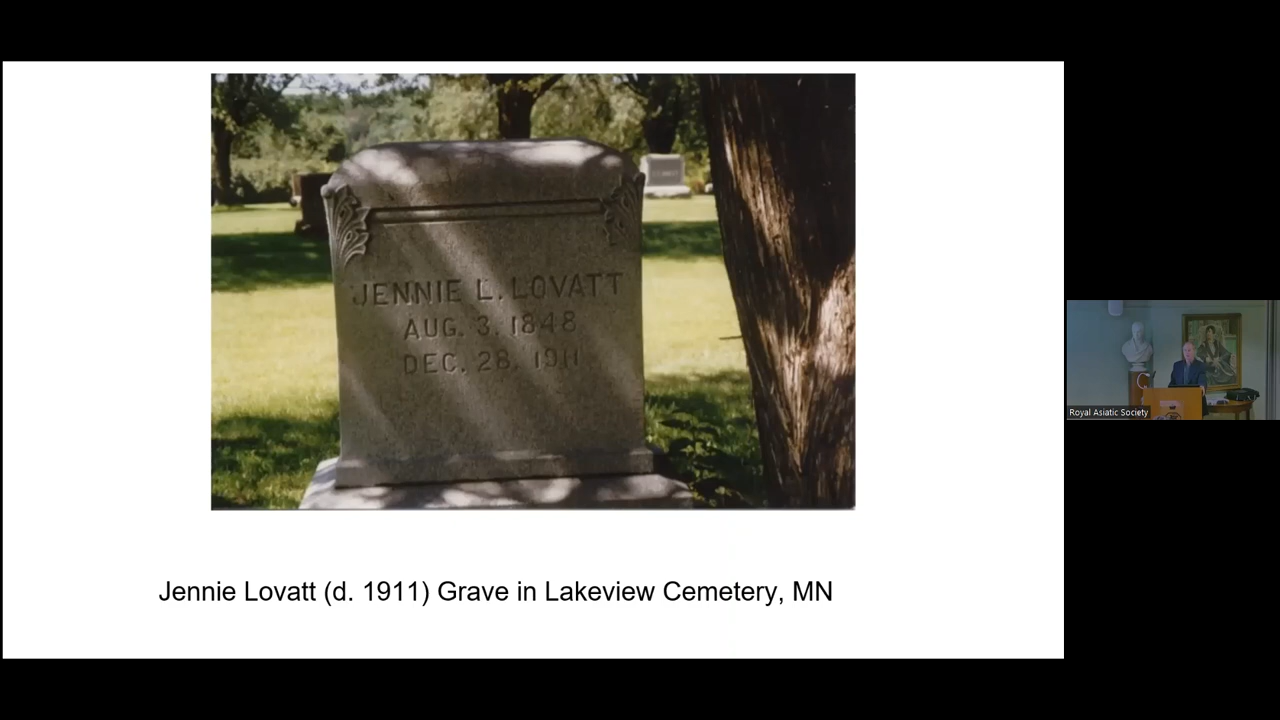 JENNIE L. LOVATT
AUG. 3. 1848
DEC. 28. 1911
Jennie Lovatt (d. 1911) Grave in Lakeview Cemetery, MN
Royal Asiatic Society